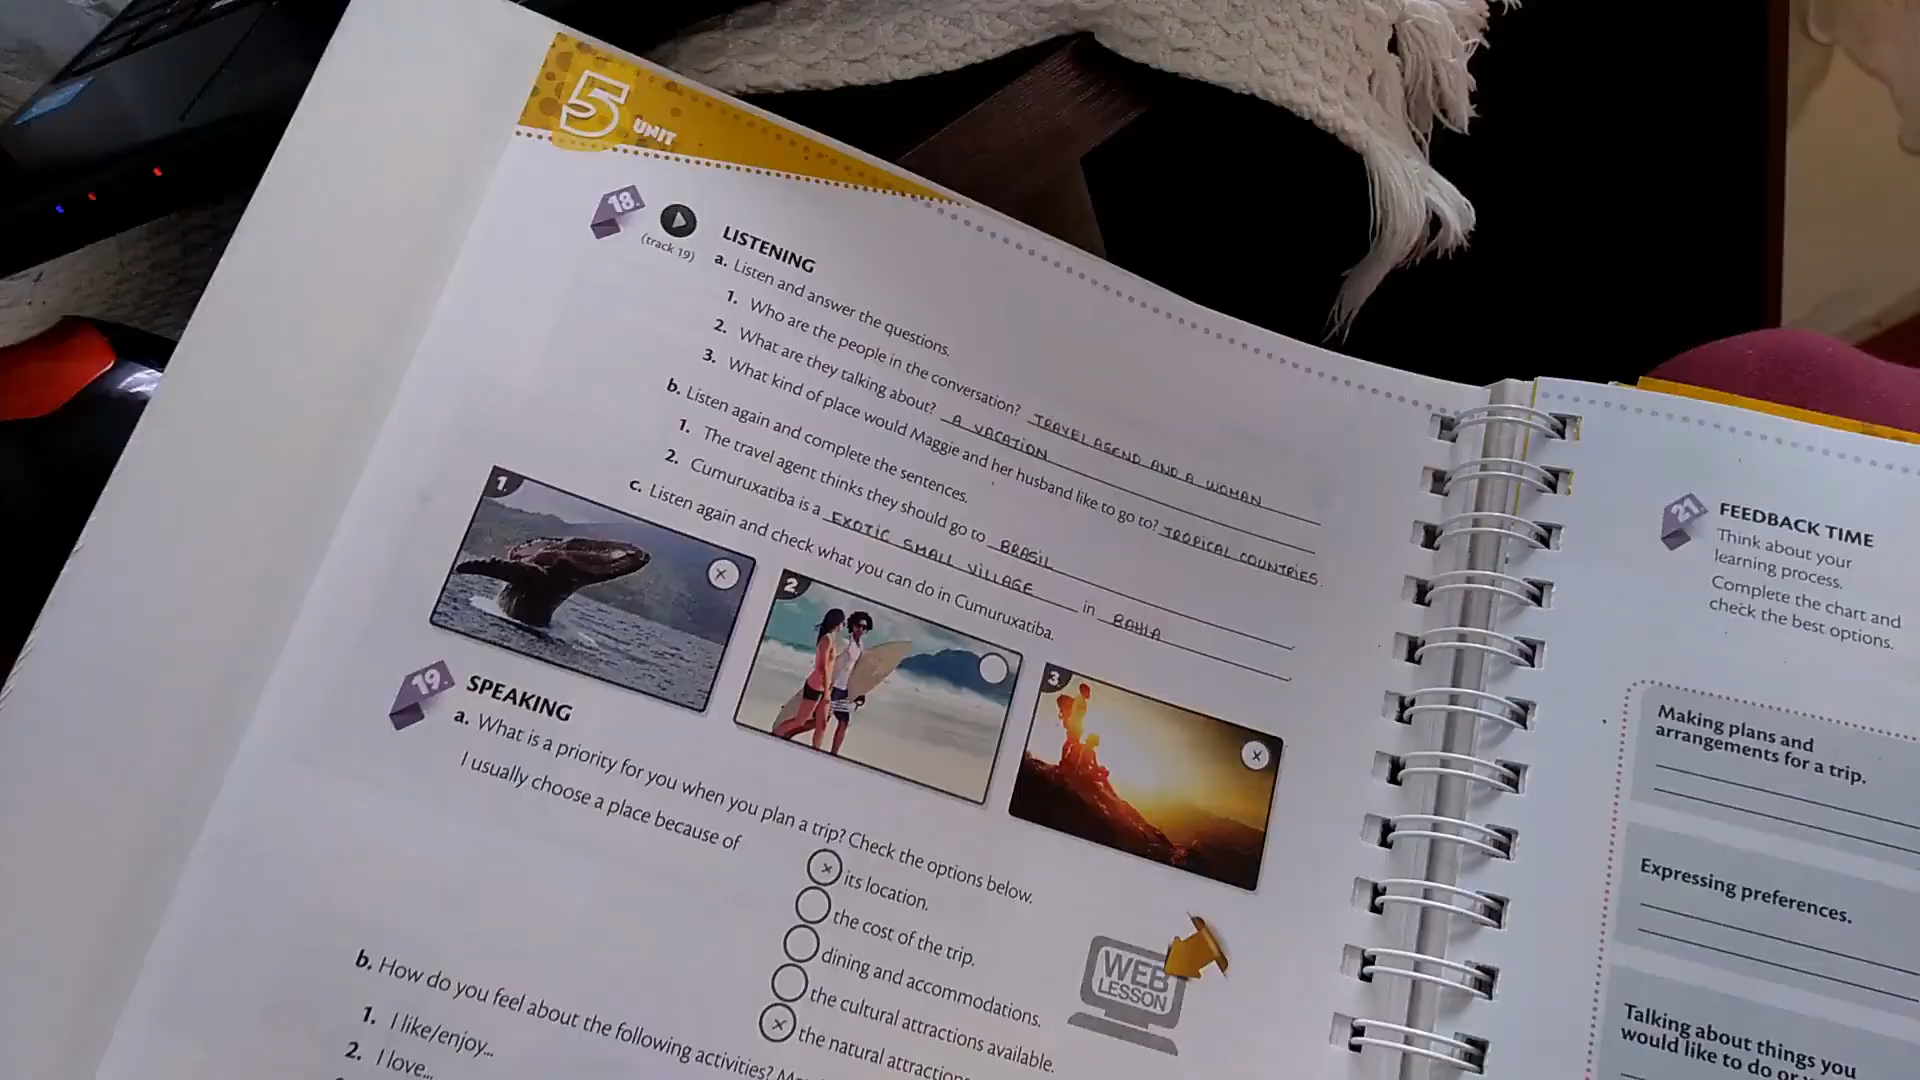 5 UNIT
18.
(track 19)
LISTENING
a. Listen and answer the questions.
1. Who are the people in the conversation? TRAVEL AGEND AND A WOMAN
2. What are they talking about? A VACATION
3. What kind of place would Maggie and her husband like to go to? TROPICAL COUNTRIES.
b. Listen again and complete the sentences.
1. The travel agent thinks they should go to BRASIL
2. Cumuruxatiba is a EXOTIC SMALL VILLAGE in BAHIA
c. Listen again and check what you can do in Cumuruxatiba.
1.
2.
3.
19.
SPEAKING
a. What is a priority for you when you plan a trip? Check the options below.
I usually choose a place because of
its location.
the cost of the trip.
dining and accommodations.
the cultural attractions available.
the natural
WEB
LESSON
b. How do you feel about the following activities?
1. I like/enjoy...
2. I love...
21.
FEEDBACK TIME
Think about your
learning process.
Complete the chart and
check the best options.
Making plans and
arrangements for a trip.
Expressing preferences.
Talking about things you
would like to do or